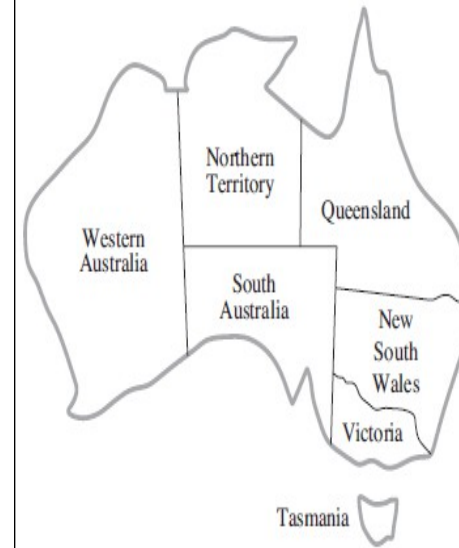 Northern
Territory
Queensland
Western
Australia
South
Australia
New
South
Wales
Victoria
Tasmania